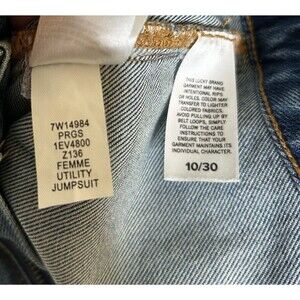 7W14984
PRGS
1EV4800
Z136
FEMME
UTILITY
JUMPSUIT
THIS LUCKY BRAND
GARMENT MAY HAVE
INTENTIONAL RIPS
OR HOLES. COLOR MAY
TRANSFER TO LIGHTER
COLORED FABRICS.
AVOID PULLING UP BY
BELT LOOPS, SIMPLY
FOLLOW THE CARE
INSTRUCTIONS TO
ENSURE THAT YOUR
GARMENT MAINTAINS ITS
INDIVIDUAL CHARACTER.
10/30